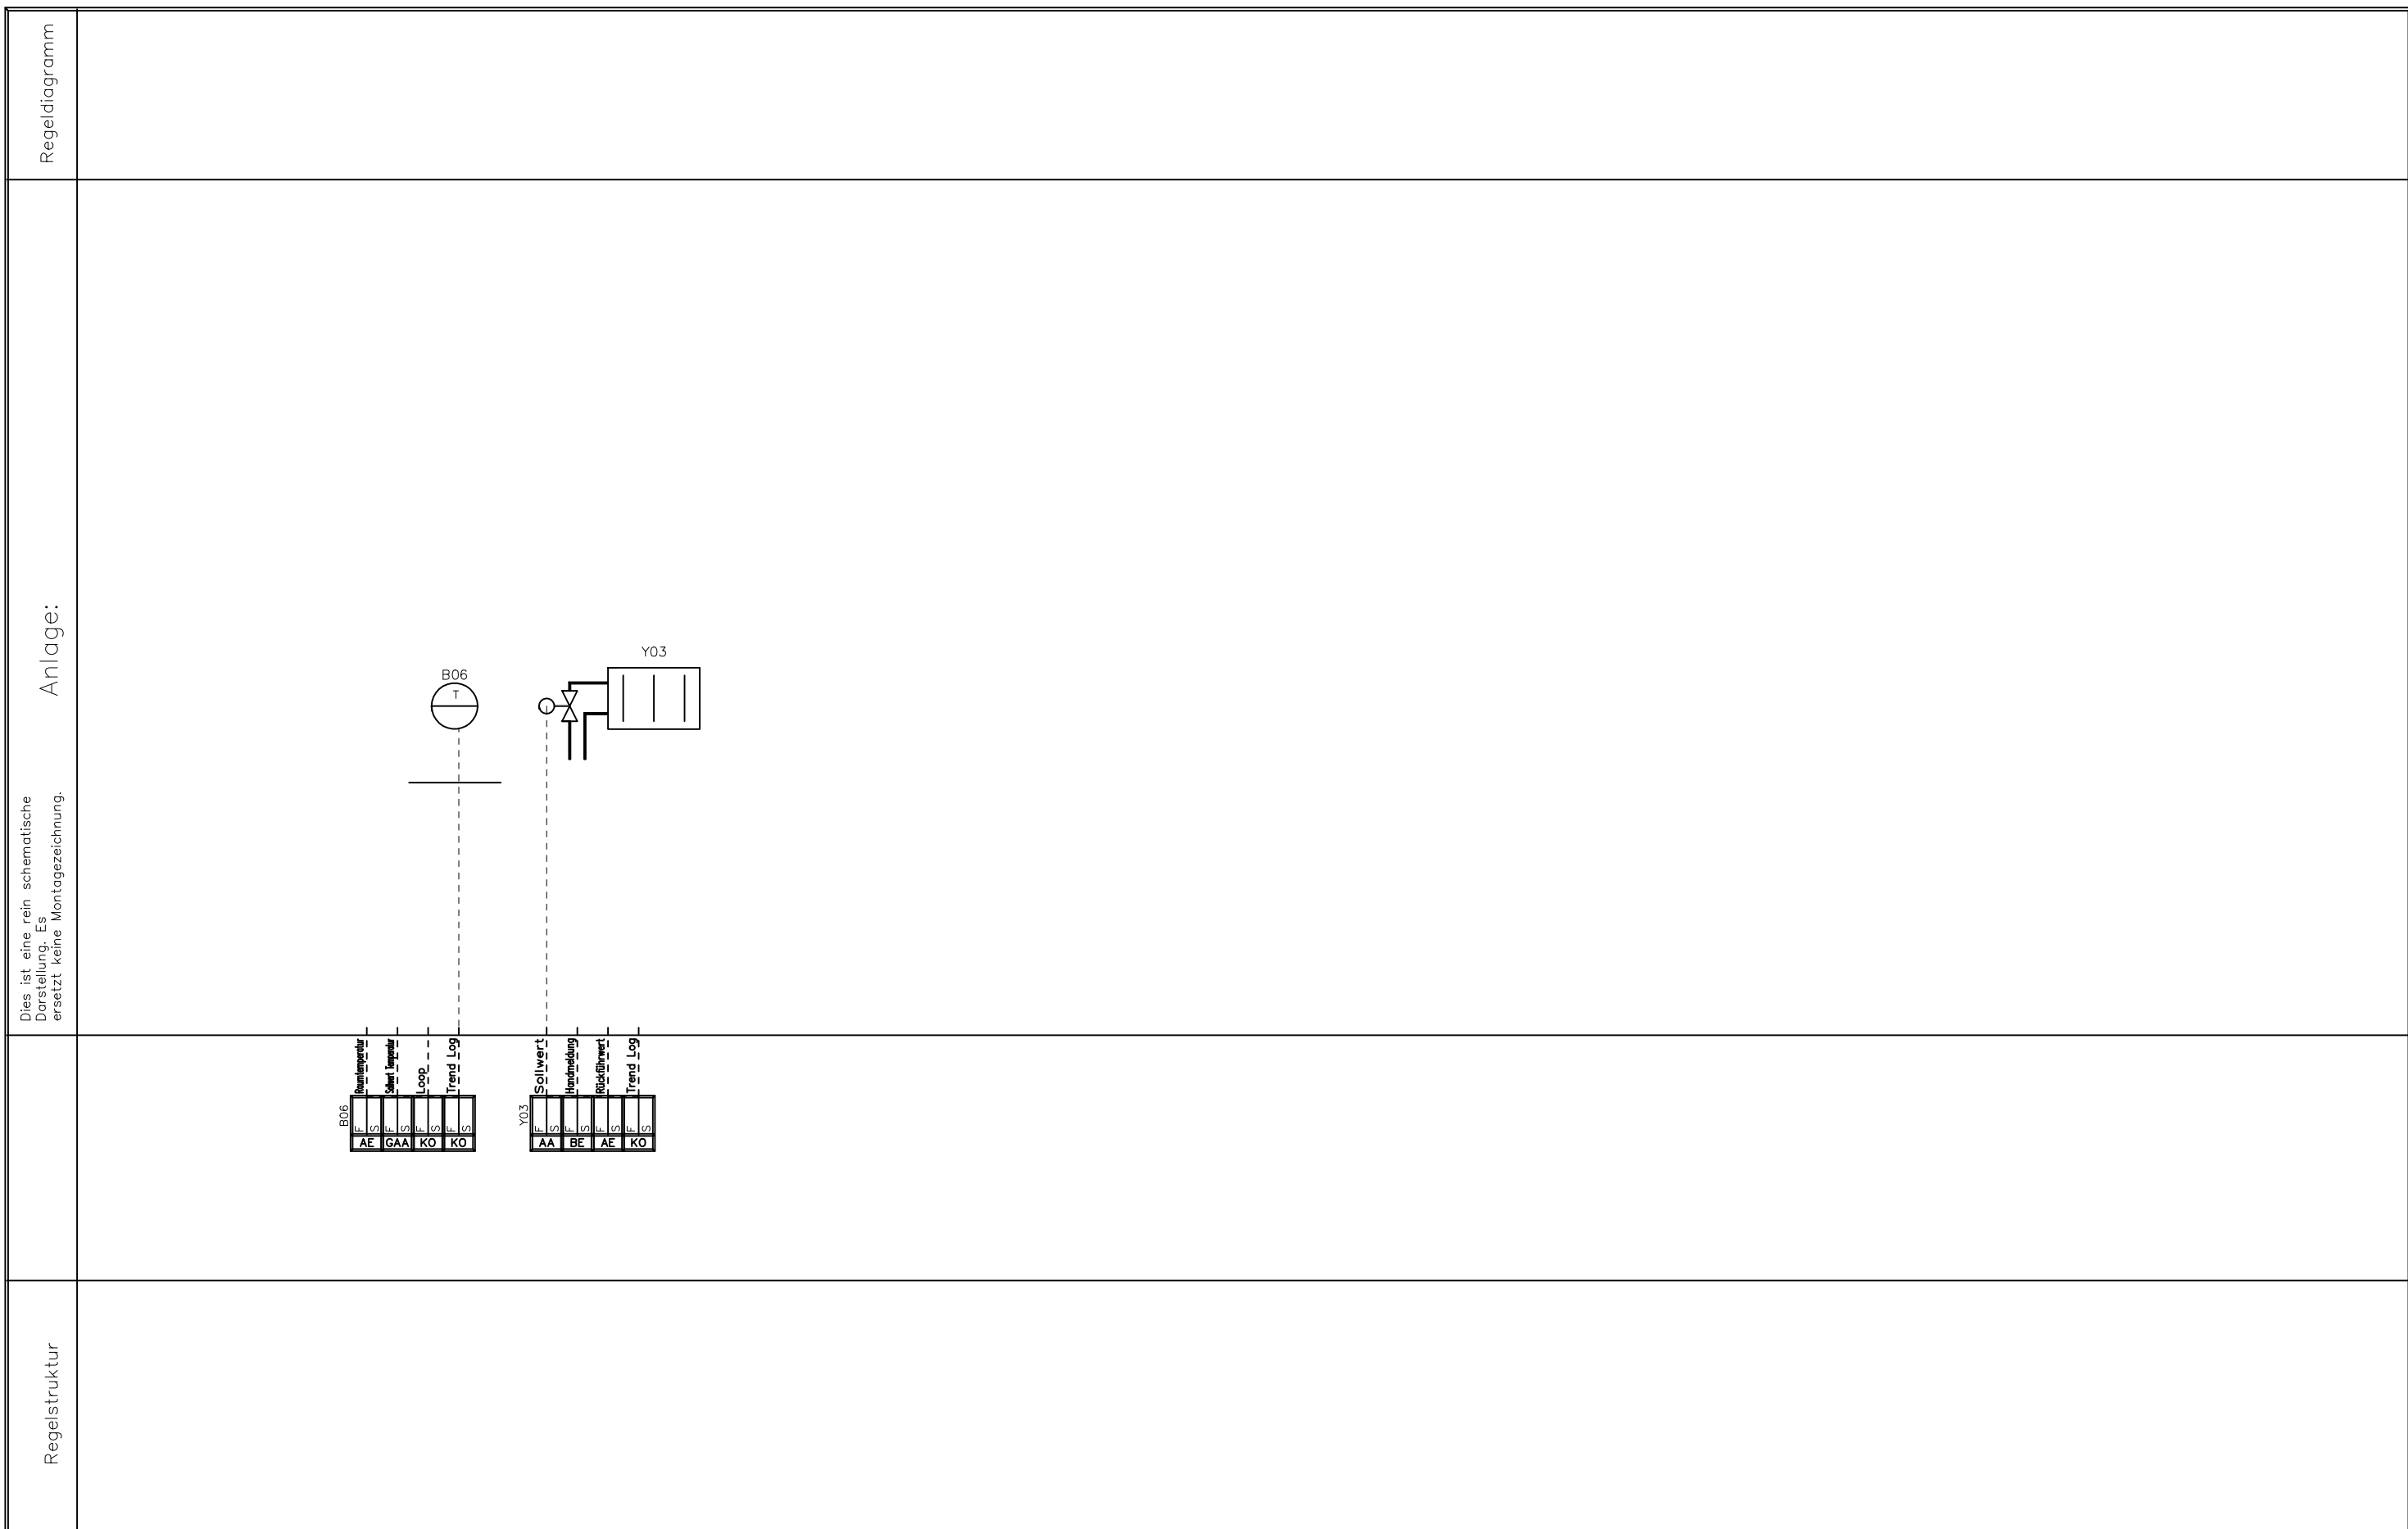 Regeldiagramm
Anlage:
Dies ist eine rein schematische
Darstellung. Es
ersetzt keine Montagezeichnung.
Regelstruktur
B06
T
Y03
Raumtemperatur
Sollwert Temperatur
Loop
Trend Log
B06
F S F S F S F S
AE GAA KO KO
Sollwert
Handmeldung
Rückführwert
Trend Log
Y03
F S F S F S F S
AA BE AE KO